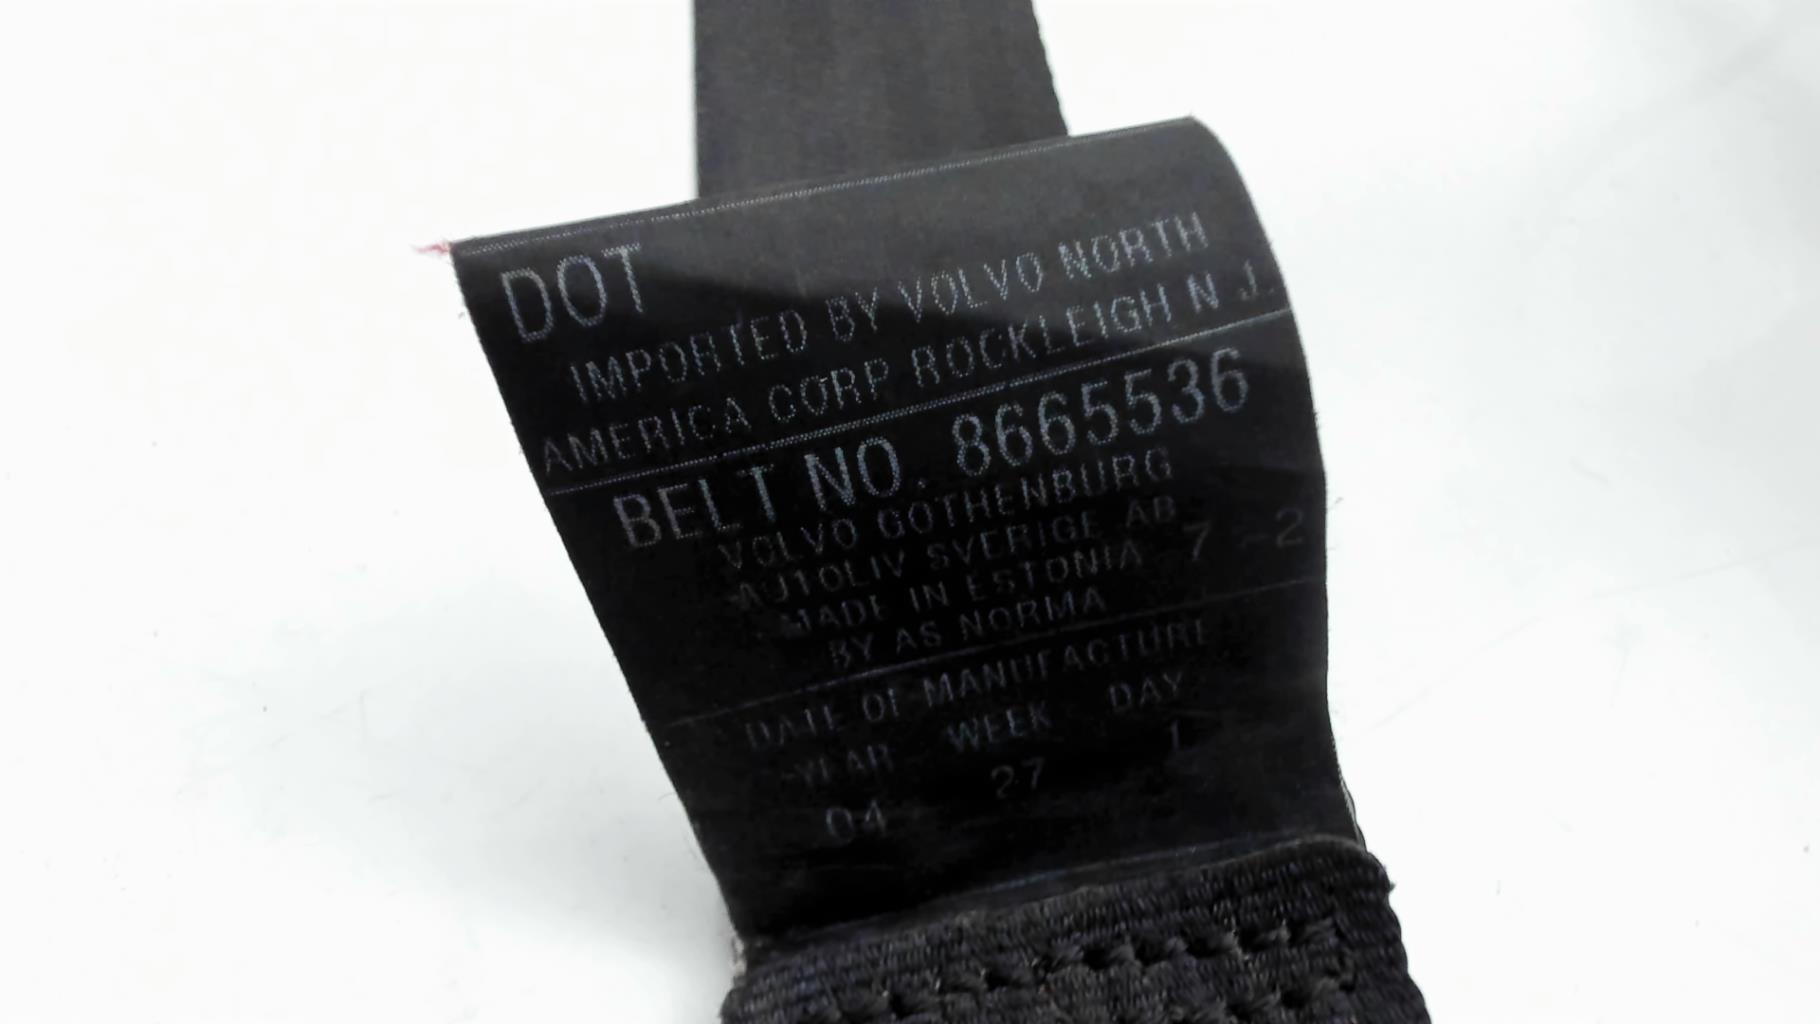 DOT
IMPORTED BY VOLVO NORTH
AMERICA CORP ROCKLEIGH N J.
BELT NO. 8665536
VOLVO GOTHENBURG
AUTOLIV SVERIGE AB
MADE IN ESTONIA 7 -2
BY AS NORMA
DATE OF MANUFACTURE
YEAR WEEK DAY
04 27 1